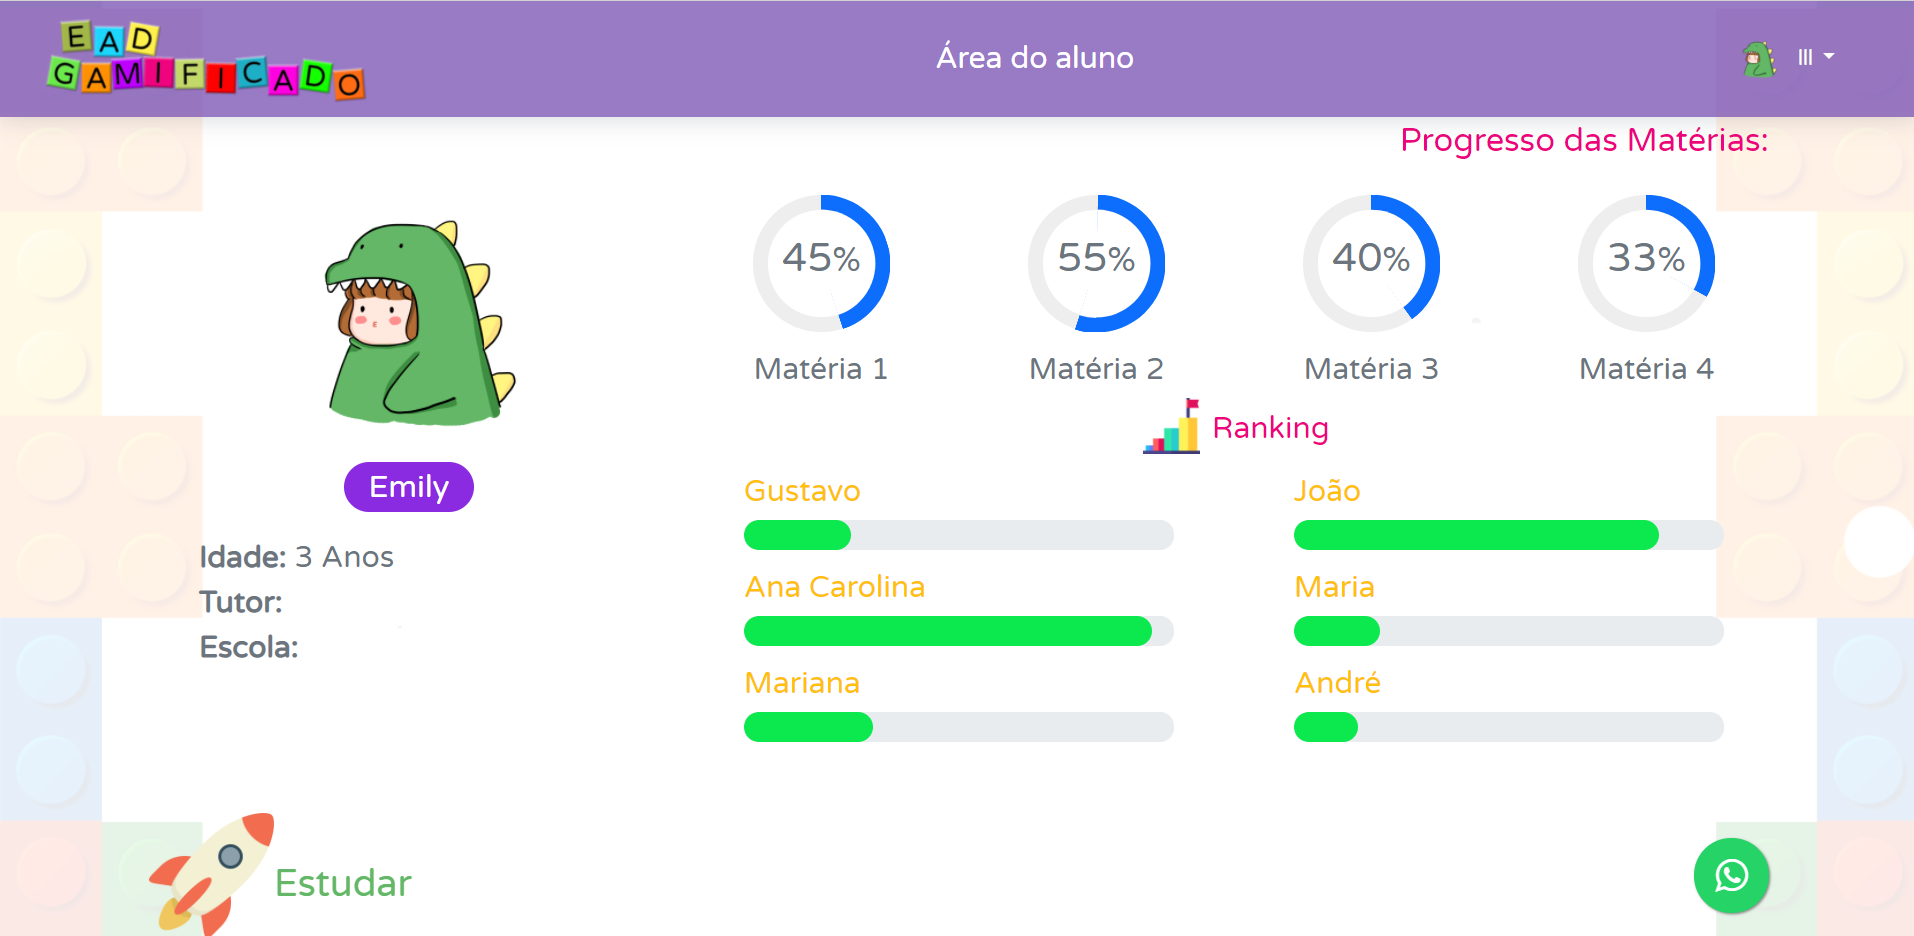 EAD
GAMIFICADO
Área do aluno
Progresso das Matérias:
45%
55%
40%
33%
Matéria 1
Matéria 2
Matéria 3
Matéria 4
Ranking
Emily
Idade: 3 Anos
Tutor:
Escola:
Gustavo
João
Ana Carolina
Maria
Mariana
André
Estudar